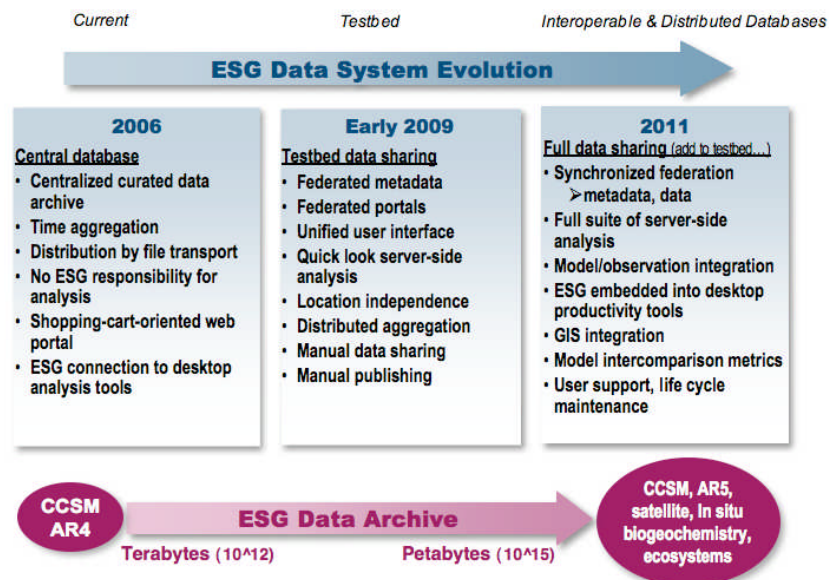 Current
Testbed
Interoperable & Distributed Databases
ESG Data System Evolution
2006
Central database
• Centralized curated data
archive
• Time aggregation
• Distribution by file transport
• No ESG responsibility for
analysis
• Shopping-cart-oriented web
portal
• ESG connection to desktop
analysis tools
Early 2009
Testbed data sharing
• Federated metadata
• Federated portals
• Unified user interface
• Quick look server-side
analysis
• Location independence
• Distributed aggregation
• Manual data sharing
• Manual publishing
2011
Full data sharing (add to testbed…)
• Synchronized federation
➢metadata, data
• Full suite of server-side
analysis
• Model/observation integration
• ESG embedded into desktop
productivity tools
• GIS integration
• Model intercomparison metrics
• User support, life cycle
maintenance
CCSM
AR4
ESG Data Archive
Terabytes (10^12)
Petabytes (10^15)
CCSM, AR5,
satellite, In situ
biogeochemistry,
ecosystems